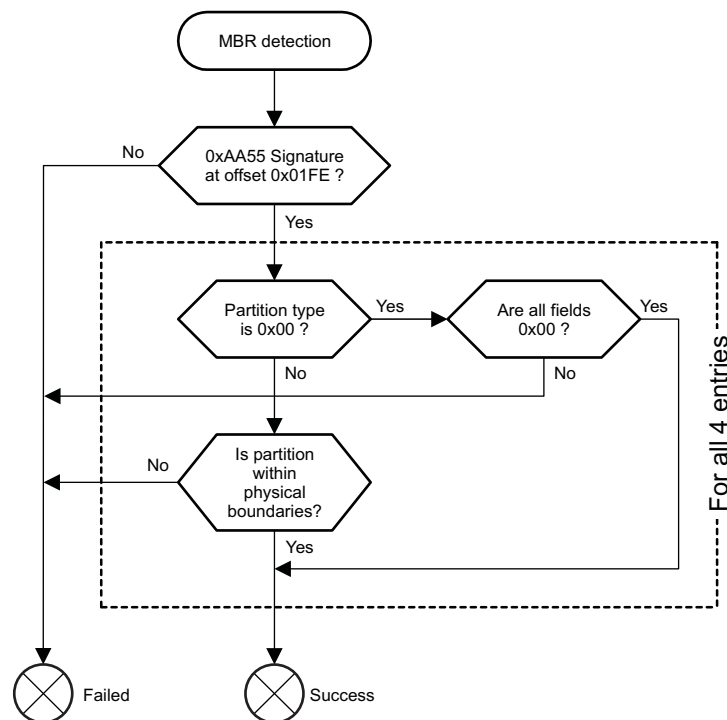 MBR detection
No
0xAA55 Signature
at offset 0x01FE ?
Yes
Partition type
is 0x00 ?
Yes
Are all fields
0x00 ?
Yes
No
No
No
Is partition
within
physical
boundaries?
Yes
For all 4 entries
Failed
Success